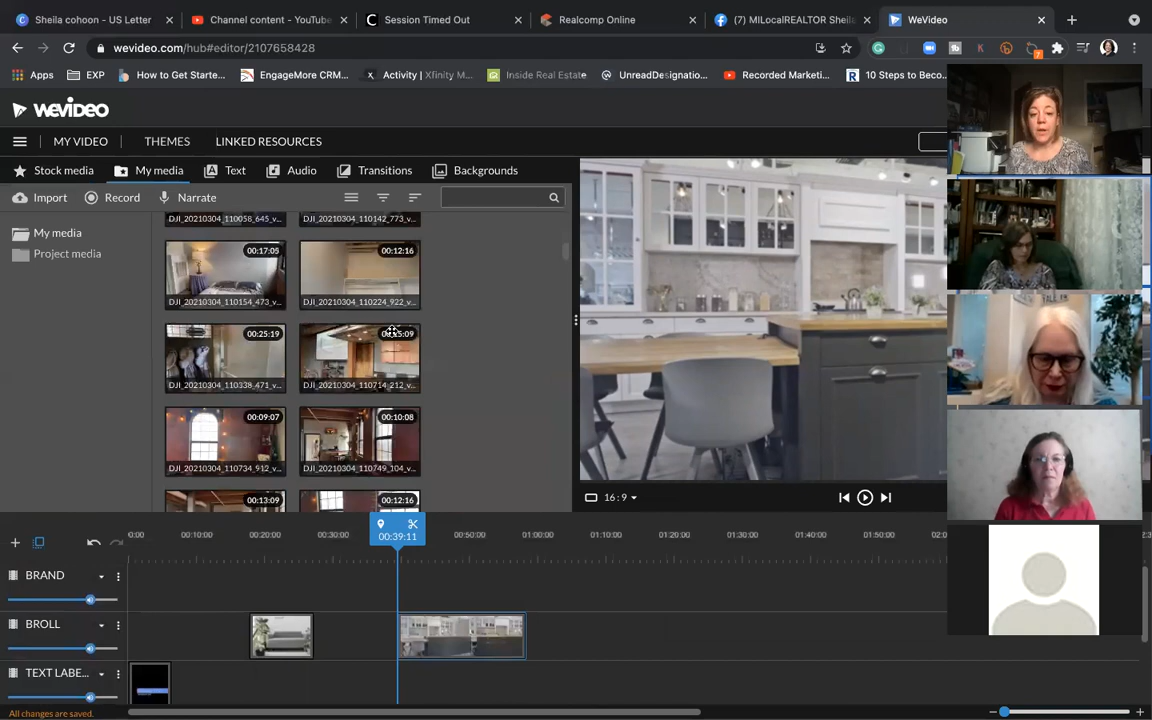 Sheila cohoon - US Letter
Channel content - YouTube
Session Timed Out
Realcomp Online
(7) MILocalREALTOR Sheila
WeVideo
wevideo.com/hub#editor/2107658428
Apps
EXP
How to Get Starte...
EngageMore CRM...
Activity | Xfinity M...
Inside Real Estate
UnreadDesignatio...
Recorded Marketi...
10 Steps to Beco...
wevideo
MY VIDEO
THEMES
LINKED RESOURCES
Stock media
My media
Text
Audio
Transitions
Backgrounds
Import
Record
Narrate
My media
Project media
DJI_20210304_110058_645_v...
DJI_20210304_110142_773_v...
00:17:05
00:12:16
DJI_20210304_110154_473_v...
DJI_20210304_110224_922_v...
00:25:19
DJI_20210304_110338_471_v...
DJI_20210304_110714_212_v...
00:09:07
00:10:08
DJI_20210304_110734_912_v...
DJI_20210304_110749_104_v...
00:13:09
00:12:16
16:9
0:00
00:10:00
00:20:00
00:30:00
00:39:11
00:50:00
01:00:00
01:10:00
01:20:00
01:30:00
01:40:00
01:50:00
BRAND
BROLL
TEXT LABE...
All changes are saved.